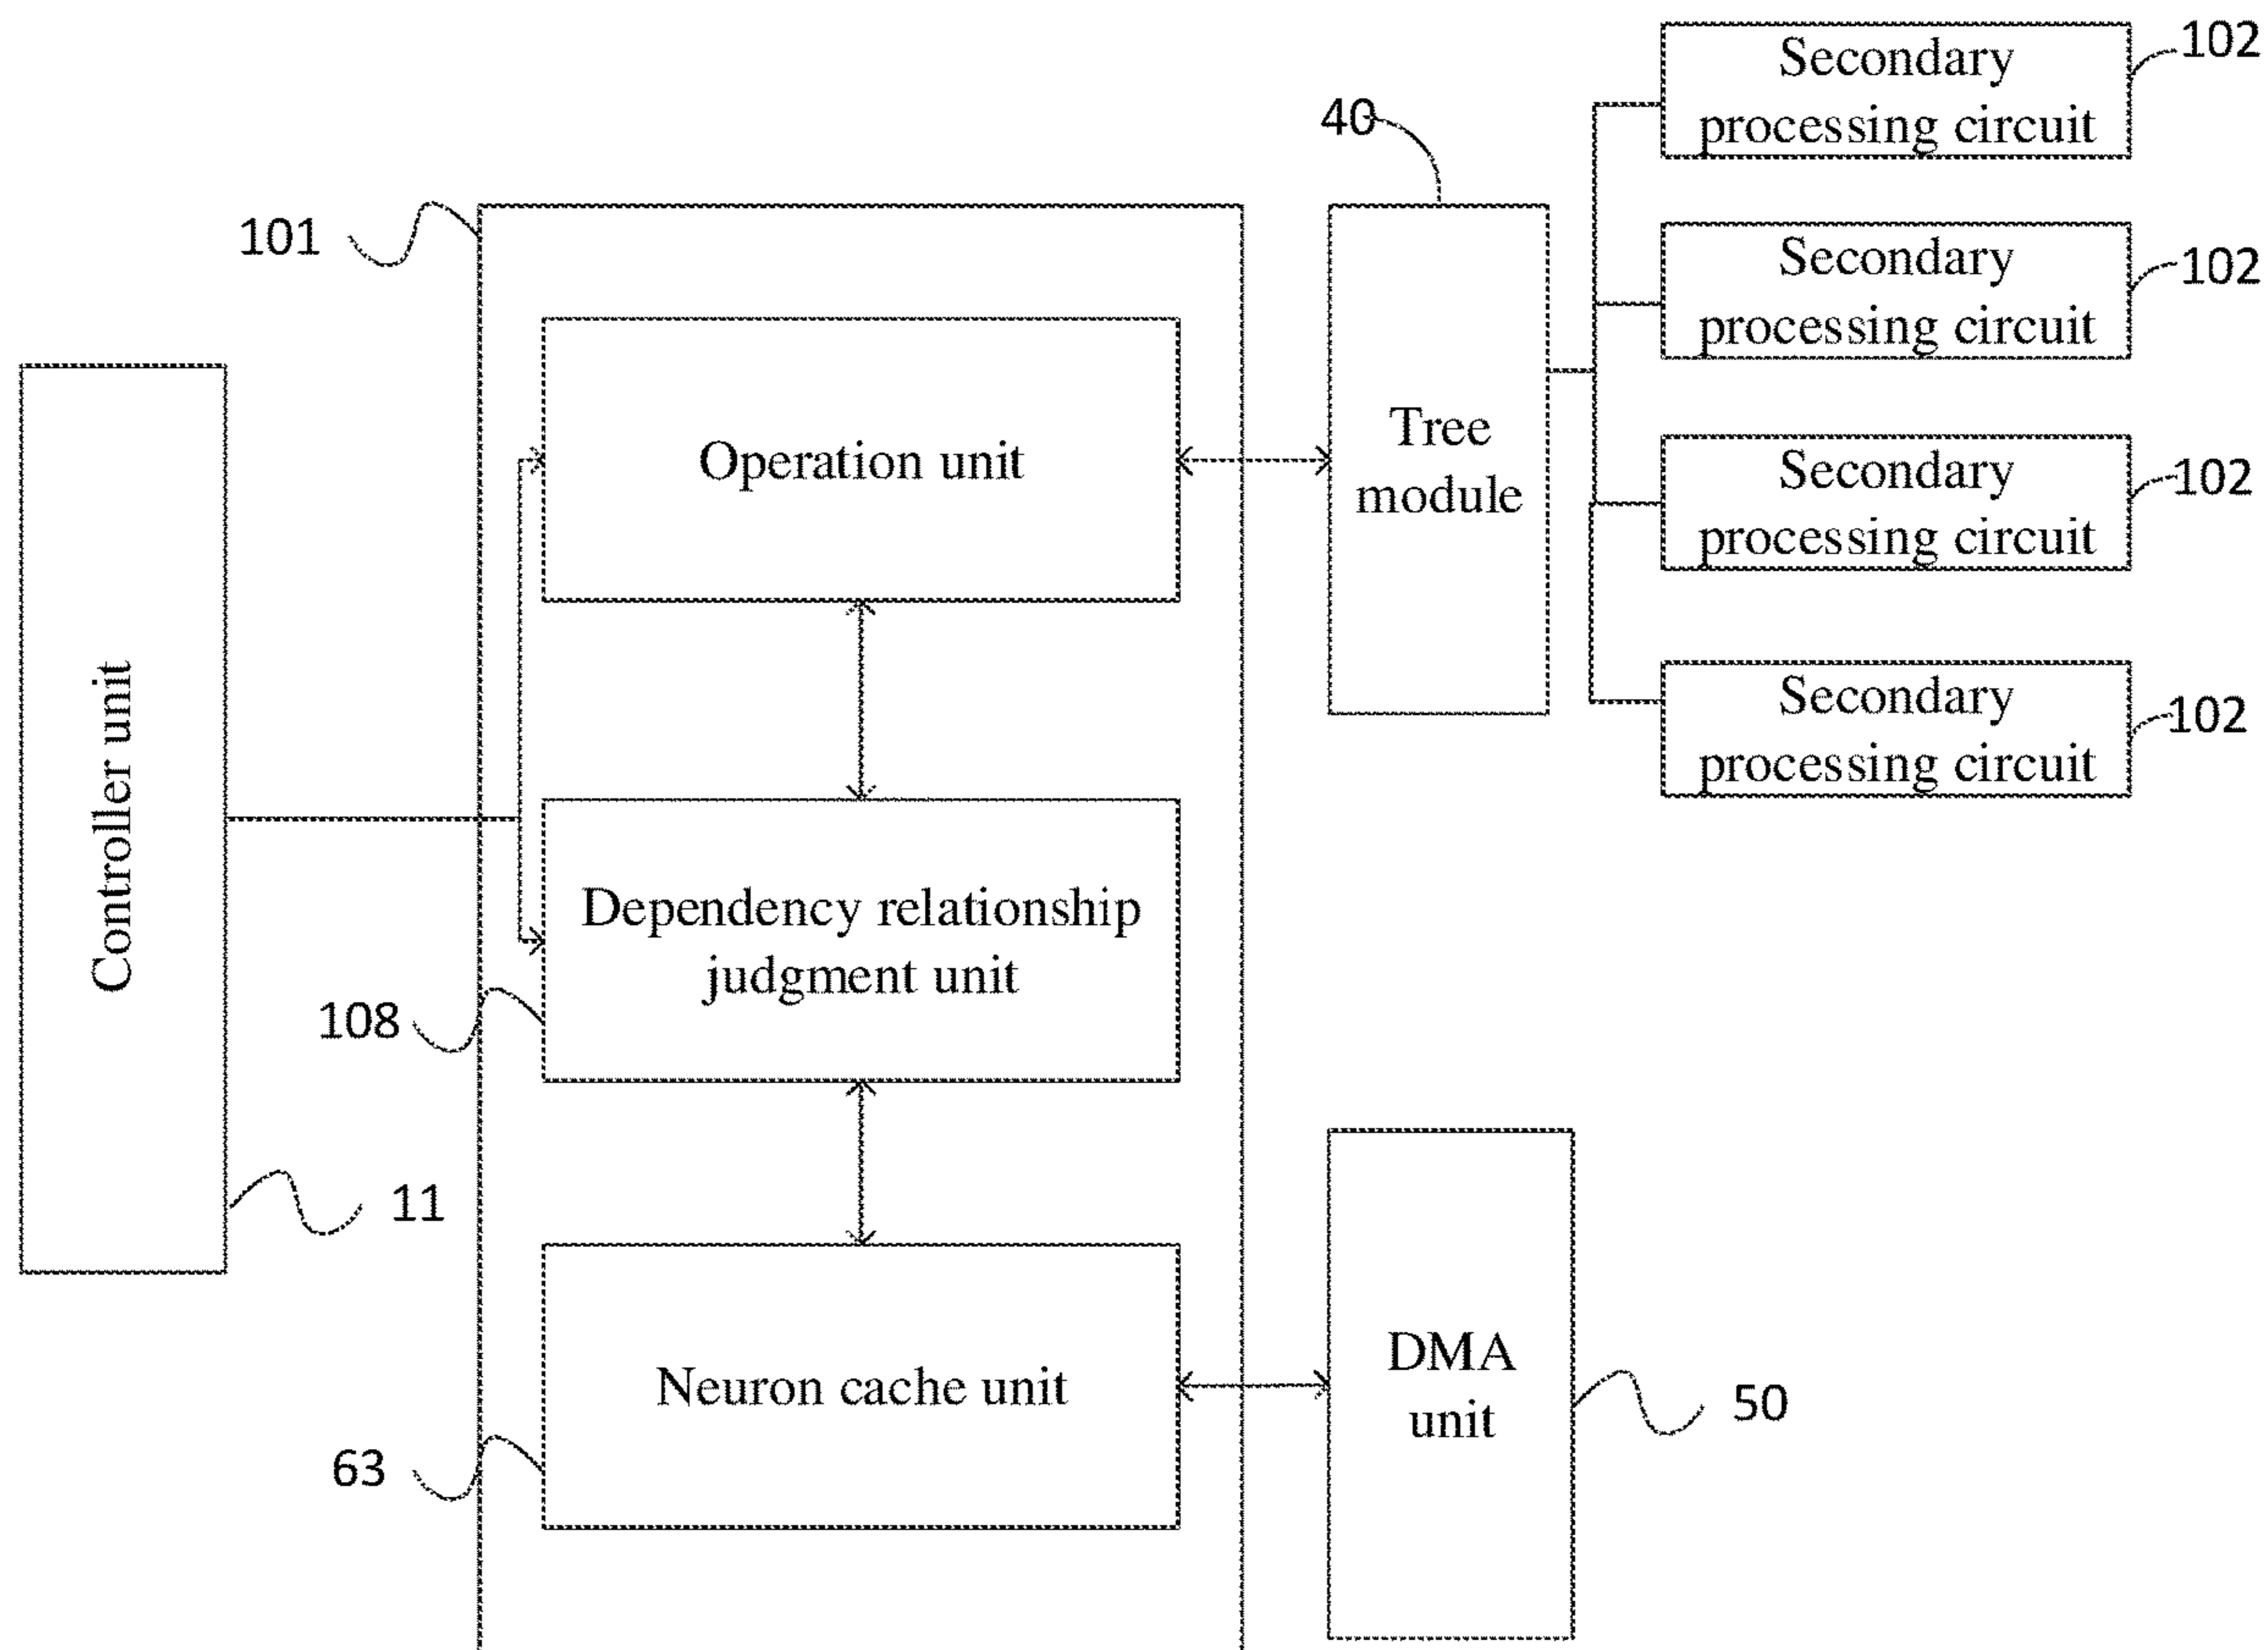 Secondary
processing circuit
102
40
Secondary
processing circuit
102
101
Operation unit
Tree
module
Secondary
processing circuit
102
Secondary
processing circuit
102
Controller unit
11
Dependency relationship
judgment unit
108
Neuron cache unit
63
DMA
unit
50